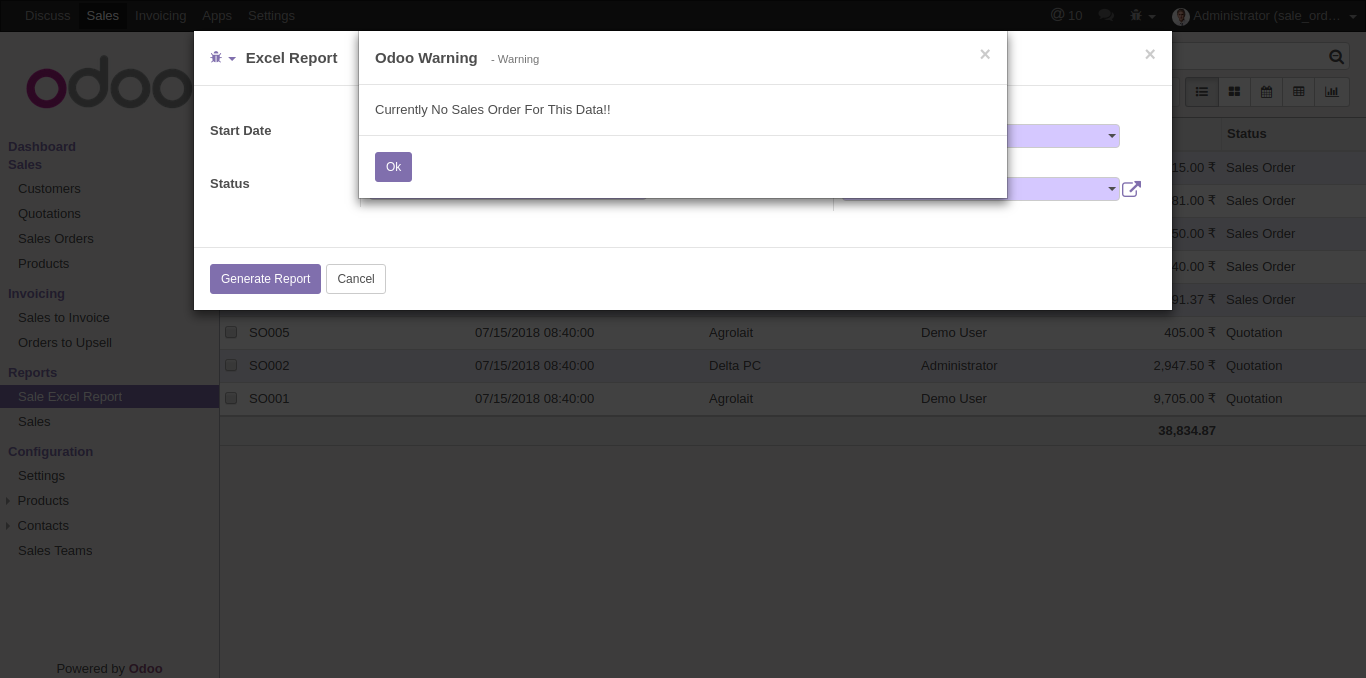 Discuss Sales Invoicing Apps Settings @ 10 Administrator (sale_ord...
odoo
Excel Report ×
Odoo Warning - Warning ×
Currently No Sales Order For This Data!!
Ok
Start Date
Status
Generate Report Cancel
Dashboard
Sales
Customers
Quotations
Sales Orders
Products
Invoicing
Sales to Invoice
Orders to Upsell
Reports
Sale Excel Report
Sales
Configuration
Settings
Products
Contacts
Sales Teams
Powered by Odoo
Status
15.00 ₹ Sales Order
81.00 ₹ Sales Order
50.00 ₹ Sales Order
40.00 ₹ Sales Order
91.37 ₹ Sales Order
SO005 07/15/2018 08:40:00 Agrolait Demo User 405.00 ₹ Quotation
SO002 07/15/2018 08:40:00 Delta PC Administrator 2,947.50 ₹ Quotation
SO001 07/15/2018 08:40:00 Agrolait Demo User 9,705.00 ₹ Quotation
38,834.87